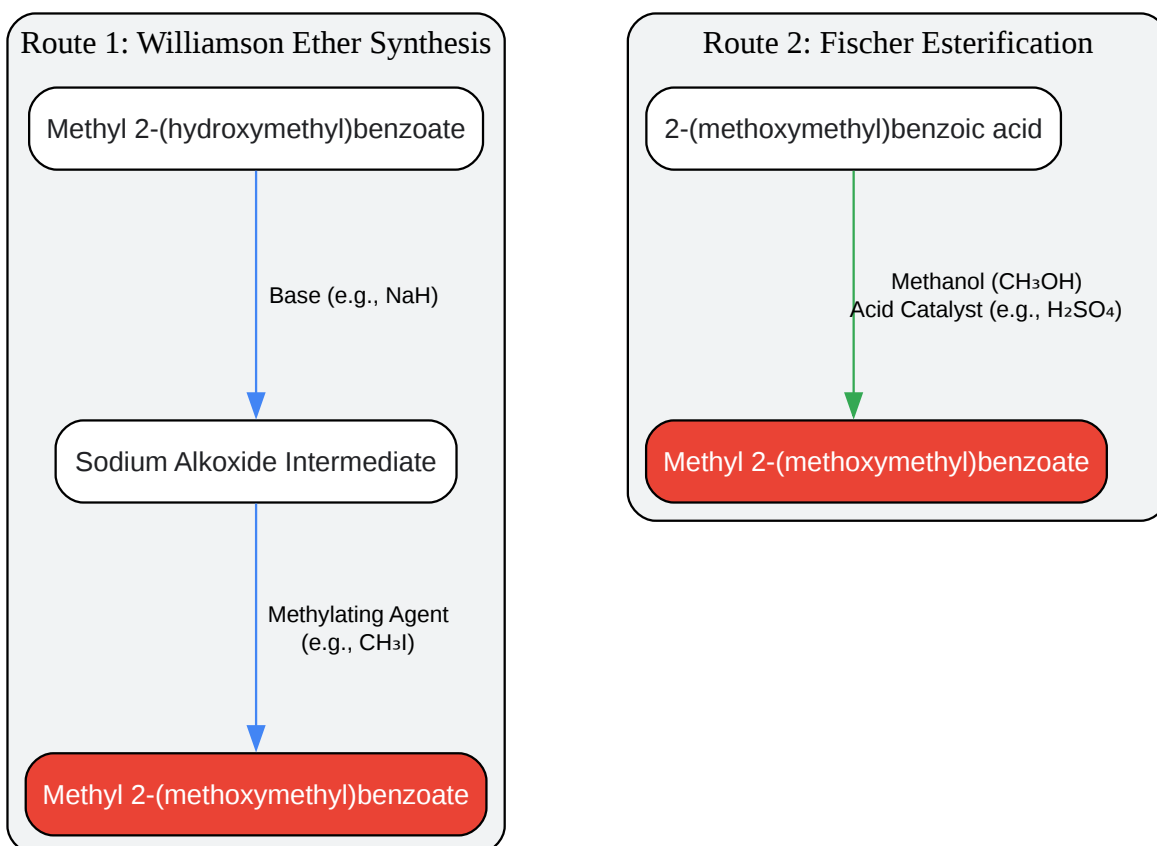 Route 1: Williamson Ether Synthesis
Methyl 2-(hydroxymethyl)benzoate
Base (e.g., NaH)
Sodium Alkoxide Intermediate
Methylating Agent
(e.g., CH₃I)
Methyl 2-(methoxymethyl)benzoate
Route 2: Fischer Esterification
2-(methoxymethyl)benzoic acid
Methanol (CH₃OH)
Acid Catalyst (e.g., H₂SO₄)
Methyl 2-(methoxymethyl)benzoate